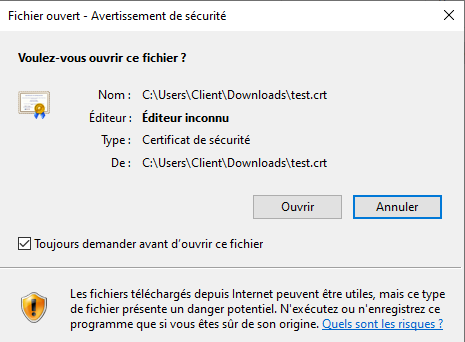 Fichier ouvert - Avertissement de sécurité
Voulez-vous ouvrir ce fichier ?
Nom : C:\Users\Client\Downloads\test.crt
Éditeur : Éditeur inconnu
Type : Certificat de sécurité
De : C:\Users\Client\Downloads\test.crt
Ouvrir Annuler
Toujours demander avant d'ouvrir ce fichier
Les fichiers téléchargés depuis Internet peuvent être utiles, mais ce type
de fichier présente un danger potentiel. N'exécutez ou n'enregistrez ce
programme que si vous êtes sûr de son origine. Quels sont les risques ?